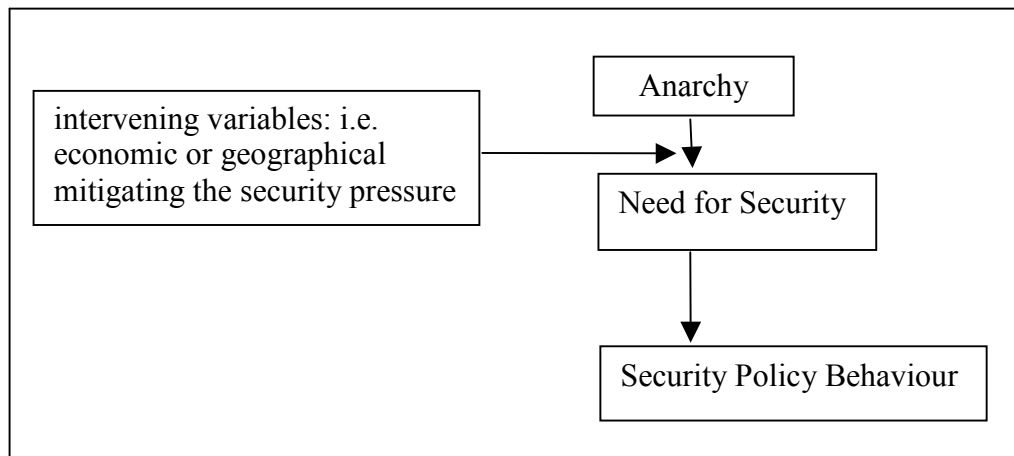 Anarchy
intervening variables: i.e.
economic or geographical
mitigating the security pressure
Need for Security
Security Policy Behaviour